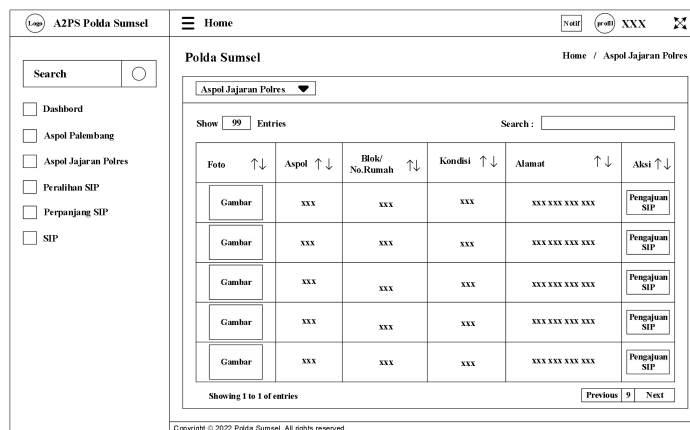 Logo A2PS Polda Sumsel Home Notif profil XXX
Polda Sumsel Home / Aspol Jajaran Polres
Search
Dashbord
Aspol Palembang
Aspol Jajaran Polres
Peralihan SIP
Perpanjang SIP
SIP
Aspol Jajaran Polres
Show 99 Entries Search :
Foto ↑↓ Aspol ↑↓ Blok/ No.Rumah ↑↓ Kondisi ↑↓ Alamat ↑↓ Aksi ↑↓
Gambar xxx xxx xxx xxx xxx xxx xxx Pengajuan SIP
Gambar xxx xxx xxx xxx xxx xxx xxx Pengajuan SIP
Gambar xxx xxx xxx xxx xxx xxx xxx Pengajuan SIP
Gambar xxx xxx xxx xxx xxx xxx xxx Pengajuan SIP
Gambar xxx xxx xxx xxx xxx xxx xxx Pengajuan SIP
Showing 1 to 1 of entries Previous 9 Next
Copyright © 2022 Polda Sumsel. All rights reserved